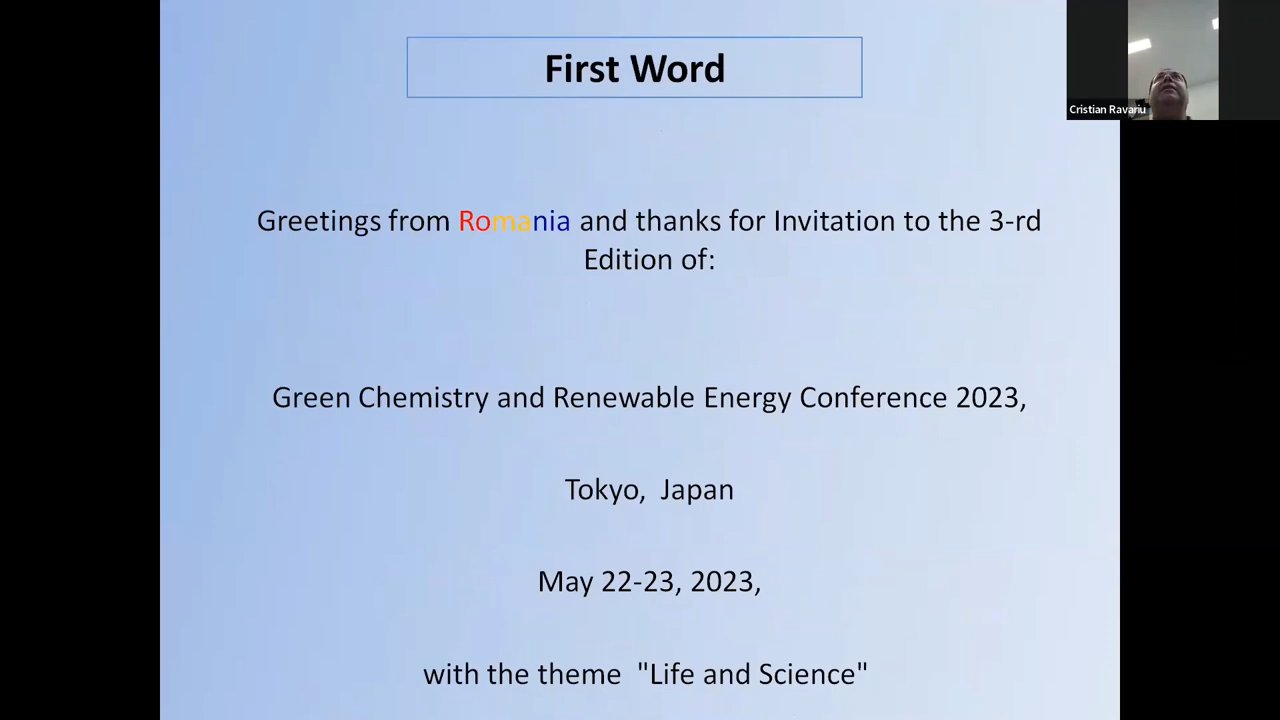 First Word
Cristian Ravariu
Greetings from Romania and thanks for Invitation to the 3-rd
Edition of:
Green Chemistry and Renewable Energy Conference 2023,
Tokyo, Japan
May 22-23, 2023,
with the theme "Life and Science"